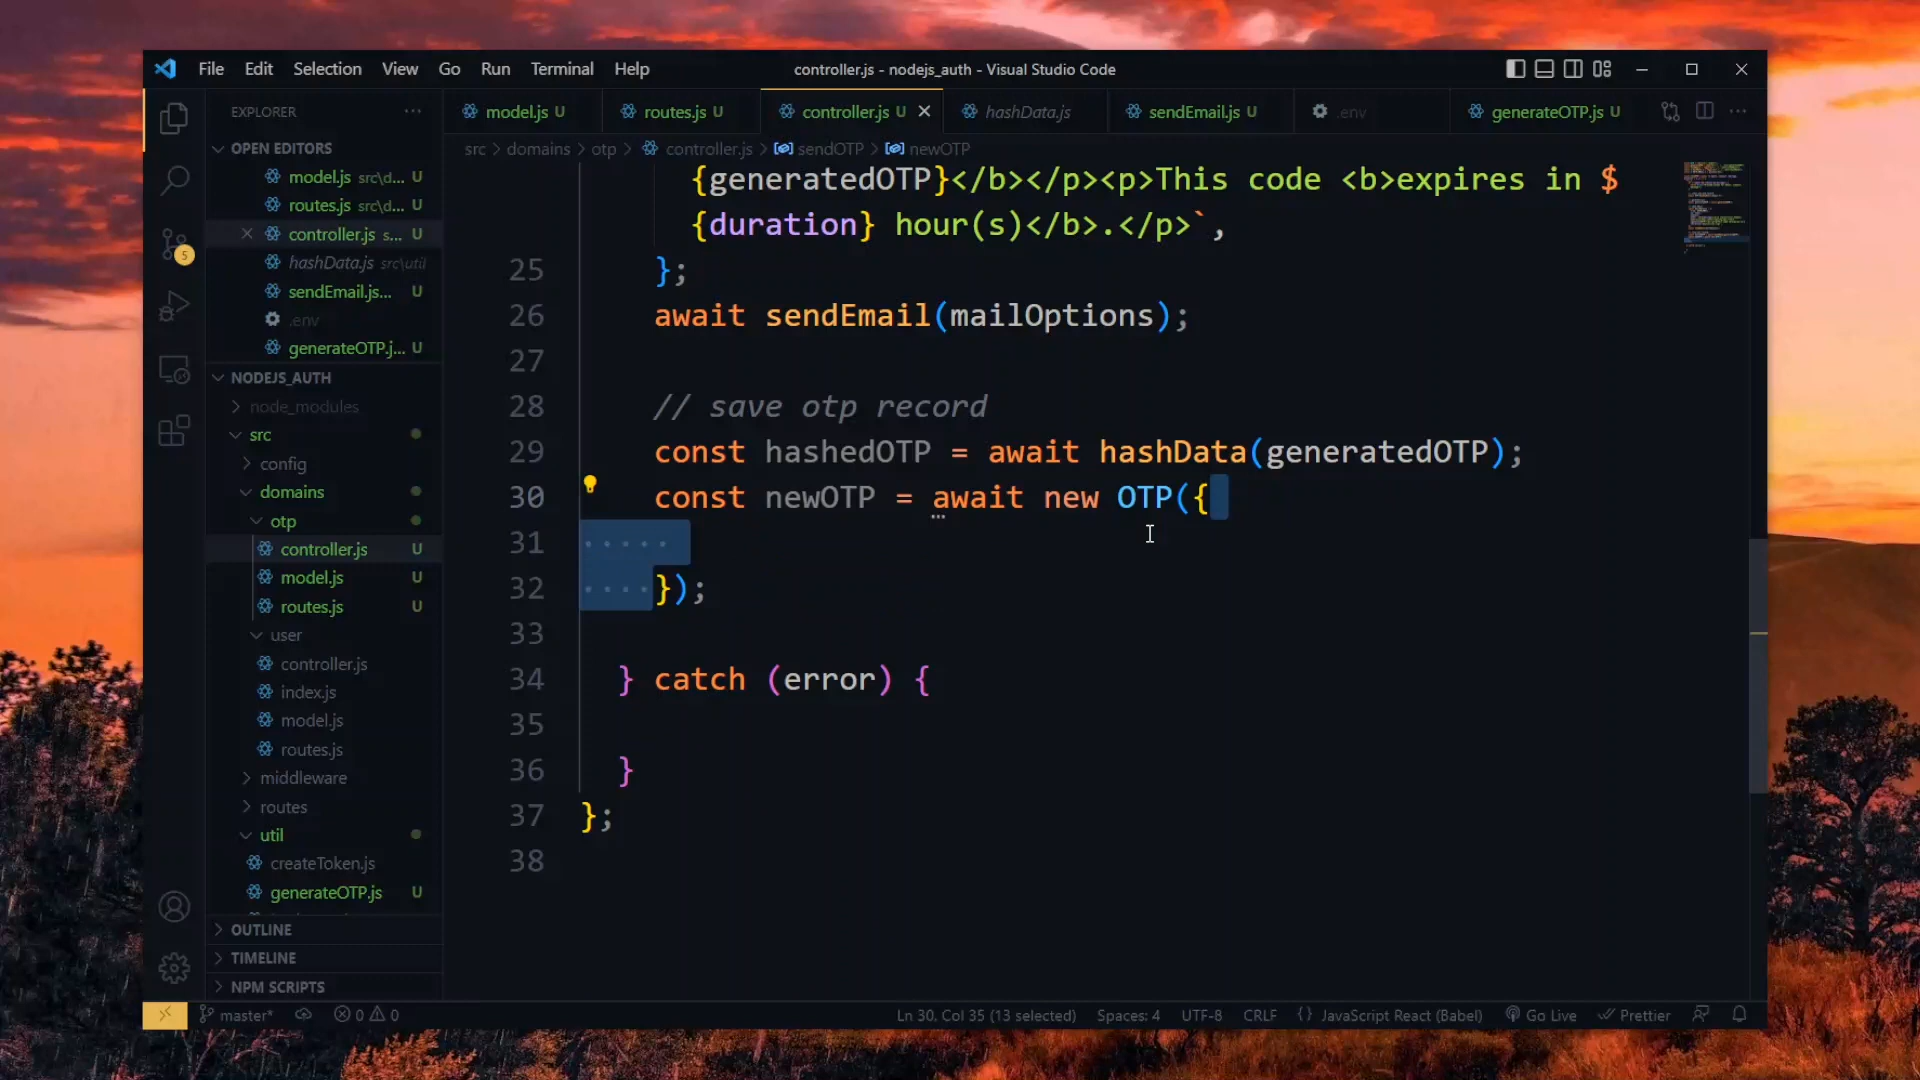 File Edit Selection View Go Run Terminal Help
controller.js - nodejs_auth - Visual Studio Code
EXPLORER ···
model.js U
routes.js U
controller.js U
hashData.js
sendEmail.js U
.env
generateOTP.js U
src > domains > otp > controller.js > sendOTP > newOTP
OPEN EDITORS
model.js src\d... U
routes.js src\d... U
controller.js s... U
hashData.js src\util
sendEmail.js... U
.env
generateOTP.j... U
NODEJS_AUTH
node_modules
src
config
domains
otp
controller.js U
model.js U
routes.js U
user
controller.js
index.js
model.js
routes.js
middleware
routes
util
createToken.js
generateOTP.js U
OUTLINE
TIMELINE
NPM SCRIPTS
5
{generatedOTP}</b></p><p>This code <b>expires in $
{duration} hour(s)</b>.</p>`,
25 };
26 await sendEmail(mailOptions);
27
28 // save otp record
29 const hashedOTP = await hashData(generatedOTP);
30 const newOTP = await new OTP({
31
32 });
33
34 } catch (error) {
35
36 }
37 };
38
master* 0 0
Ln 30, Col 35 (13 selected) Spaces: 4 UTF-8 CRLF {} JavaScript React (Babel) Go Live Prettier